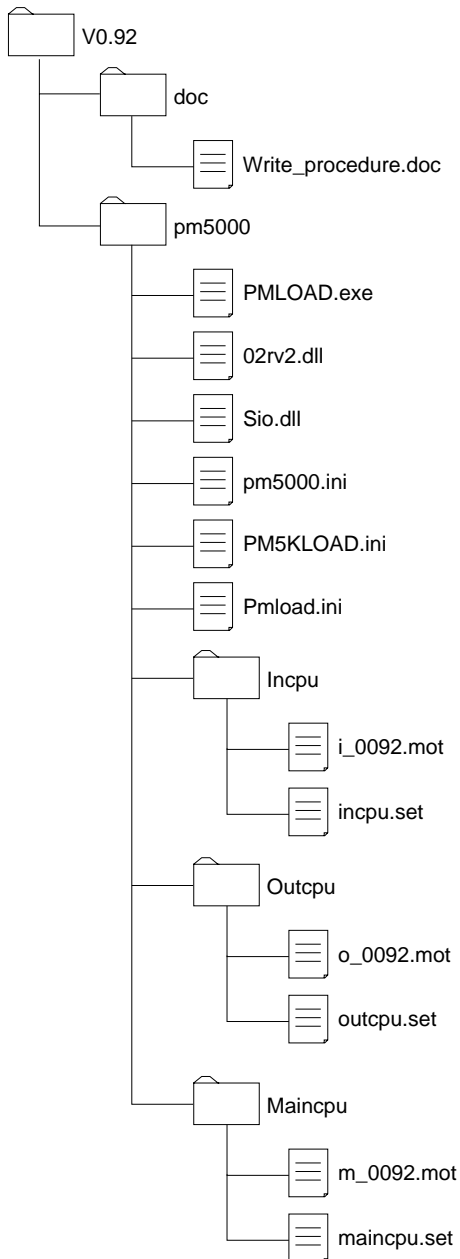 V0.92
doc
Write_procedure.doc
pm5000
PMLOAD.exe
02rv2.dll
Sio.dll
pm5000.ini
PM5KLOAD.ini
Pmload.ini
Incpu
i_0092.mot
incpu.set
Outcpu
o_0092.mot
outcpu.set
Maincpu
m_0092.mot
maincpu.set